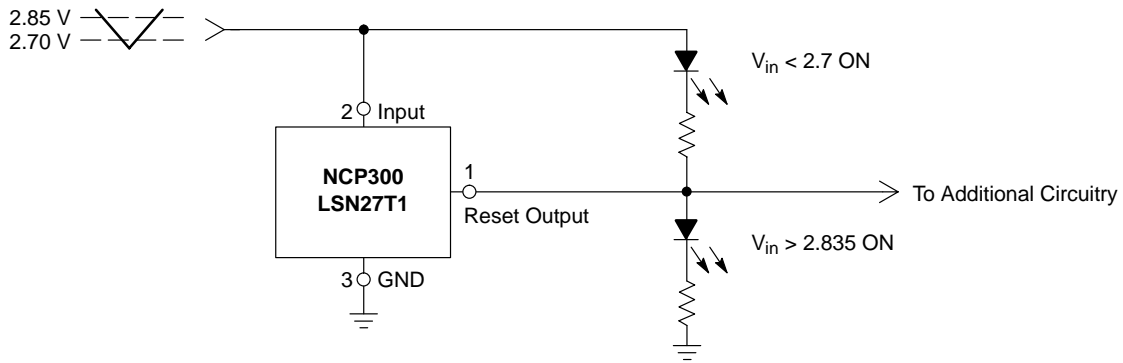 2.85 V
2.70 V
V_in < 2.7 ON
2 Input
NCP300
LSN27T1
1
Reset Output
To Additional Circuitry
V_in > 2.835 ON
3 GND